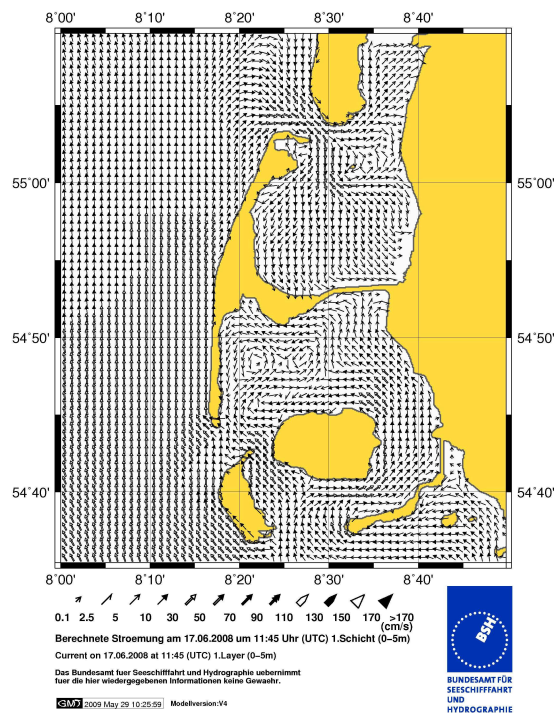 8°00' 8°10' 8°20' 8°30' 8°40'
55°00' 55°00'
54°50' 54°50'
54°40' 54°40'
8°00' 8°10' 8°20' 8°30' 8°40'
0.1 2.5 5 10 30 50 70 90 110 130 150 170 >170
(cm/s)
Berechnete Stroemung am 17.06.2008 um 11:45 Uhr (UTC) 1.Schicht (0−5m)
Current on 17.06.2008 at 11:45 (UTC) 1.Layer (0−5m)
Das Bundesamt fuer Seeschifffahrt und Hydrographie uebernimmt
fuer die hier wiedergegebenen Informationen keine Gewaehr.
GMT 2009 May 29 10:25:59 Modellversion:V4
BSH
BUNDESAMT FÜR
SEESCHIFFFAHRT
UND
HYDROGRAPHIE